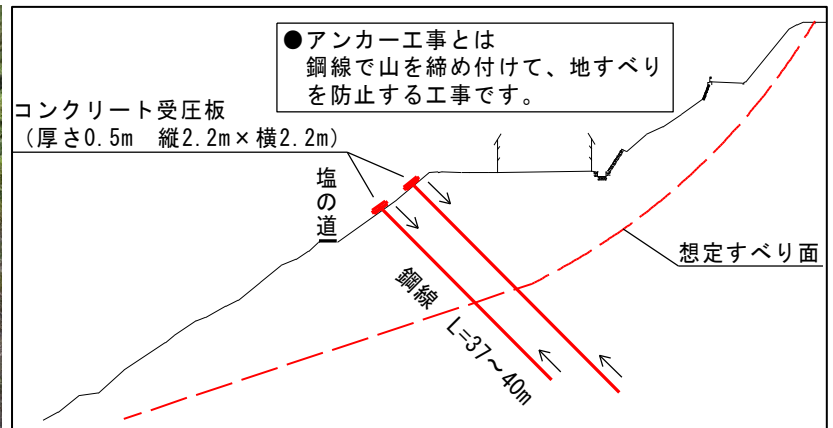 ●アンカー工事とは
鋼線で山を締め付けて、地すべり
を防止する工事です。
コンクリート受圧板
（厚さ0.5m 縦2.2m×横2.2m）
塩の道
想定すべり面
鋼線 L=37～40m